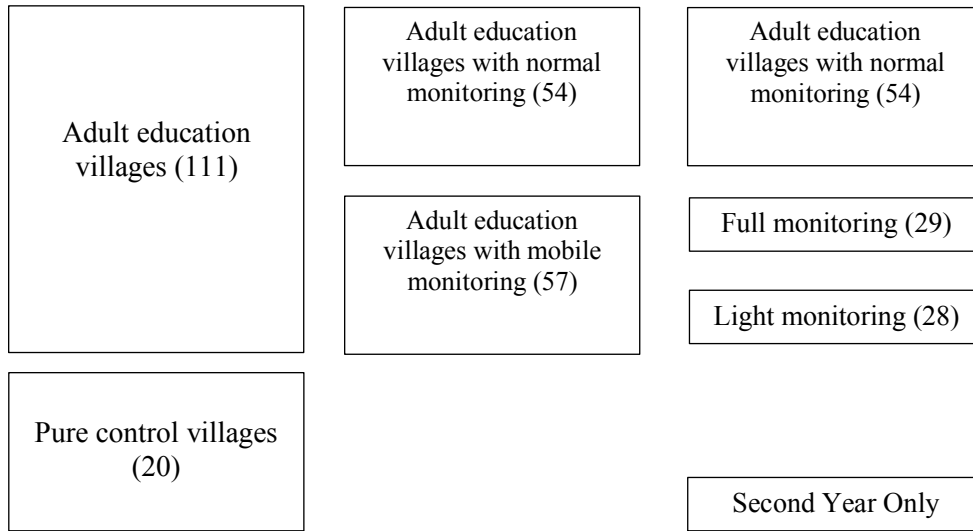 Adult education
villages (111)
Pure control villages
(20)
Adult education
villages with normal
monitoring (54)
Adult education
villages with mobile
monitoring (57)
Adult education
villages with normal
monitoring (54)
Full monitoring (29)
Light monitoring (28)
Second Year Only